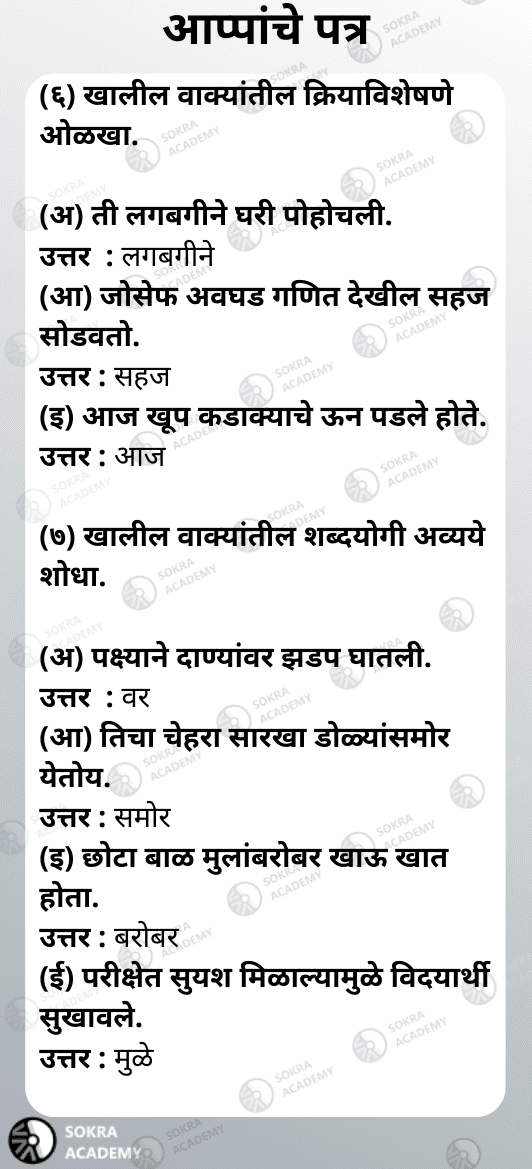 आप्पांचे पत्र
(६) खालील वाक्यांतील क्रियाविशेषणे
ओळखा.
(अ) ती लगबगीने घरी पोहोचली.
उत्तर : लगबगीने
(आ) जोसेफ अवघड गणित देखील सहज
सोडवतो.
उत्तर : सहज
(इ) आज खूप कडाक्याचे ऊन पडले होते.
उत्तर : आज
(७) खालील वाक्यांतील शब्दयोगी अव्यये
शोधा.
(अ) पक्ष्याने दाण्यांवर झडप घातली.
उत्तर : वर
(आ) तिचा चेहरा सारखा डोळ्यांसमोर
येतोय.
उत्तर : समोर
(इ) छोटा बाळ मुलांबरोबर खाऊ खात
होता.
उत्तर : बरोबर
(ई) परीक्षेत सुयश मिळाल्यामुळे विदयार्थी
सुखावले.
उत्तर : मुळे
SOKRA
ACADEMY